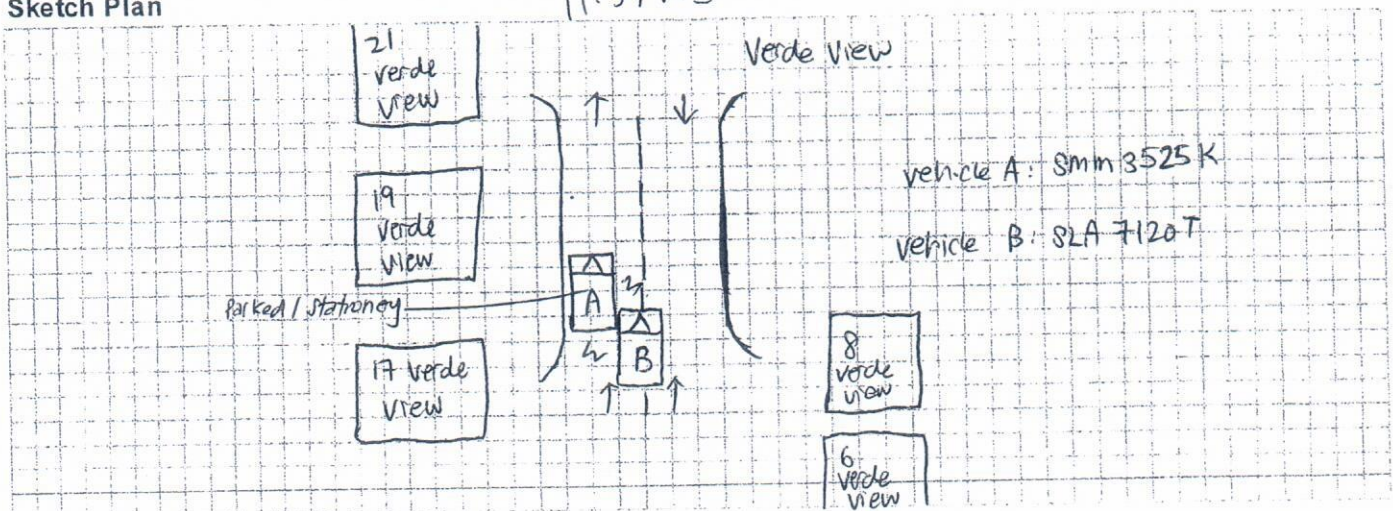 Sketch Plan
21
verde
view
Verde View
19
verde
view
vehicle A: SMM 3525 K
vehicle B: SLA 7120T
Parked / Stationey
A
B
17 verde
view
8
verde
view
6
verde
view